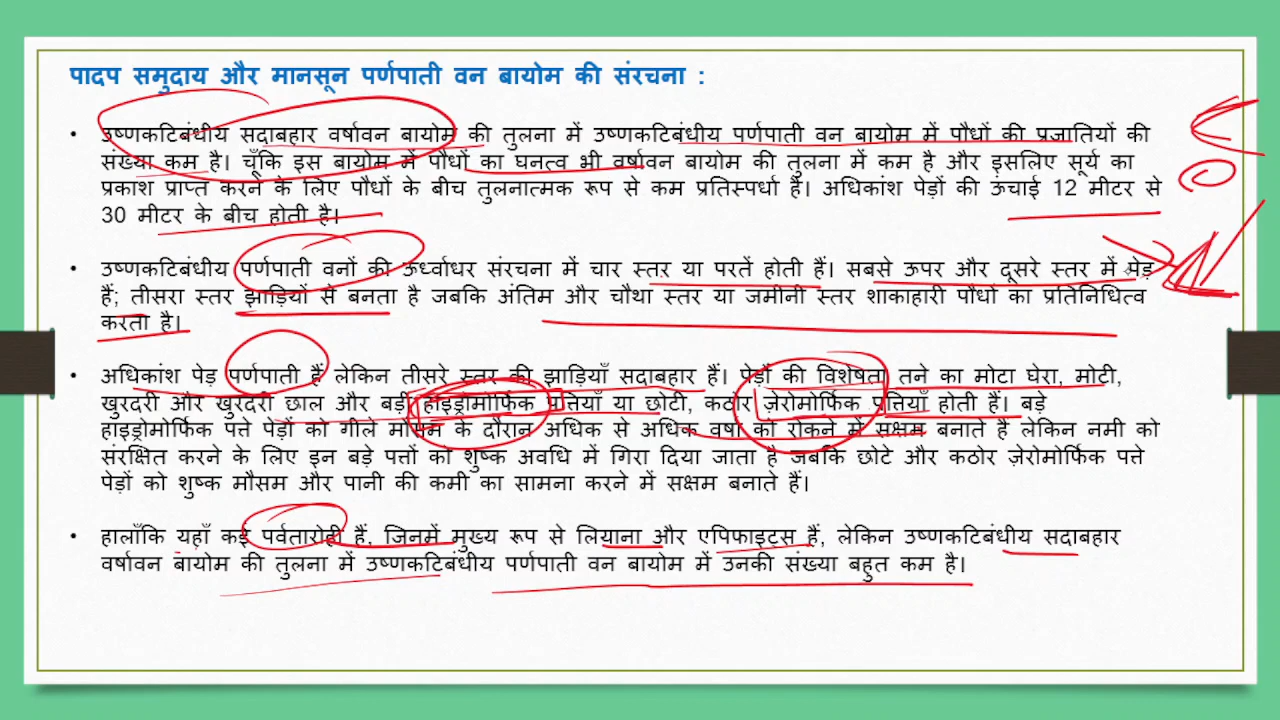 पादप समुदाय और मानसून पर्णपाती वन बायोम की संरचना :
• उष्णकटिबंधीय सदाबहार वर्षावन बायोम की तुलना में उष्णकटिबंधीय पर्णपाती वन बायोम में पौधों की प्रजातियों की
संख्या कम है। चूँकि इस बायोम में पौधों का घनत्व भी वर्षावन बायोम की तुलना में कम है और इसलिए सूर्य का
प्रकाश प्राप्त करने के लिए पौधों के बीच तुलनात्मक रूप से कम प्रतिस्पर्धा है। अधिकांश पेड़ों की ऊंचाई 12 मीटर से
30 मीटर के बीच होती है।
• उष्णकटिबंधीय पर्णपाती वनों की ऊर्ध्वाधर संरचना में चार स्तर या परतें होती हैं। सबसे ऊपर और दूसरे स्तर में पेड़
हैं; तीसरा स्तर झाड़ियों से बनता है जबकि अंतिम और चौथा स्तर या जमीनी स्तर शाकाहारी पौधों का प्रतिनिधित्व
करता है।
• अधिकांश पेड़ पर्णपाती हैं लेकिन तीसरे स्तर की झाड़ियाँ सदाबहार हैं। पेड़ों की विशेषता तने का मोटा घेरा, मोटी,
खुरदरी और खुरदरी छाल और बड़ी हाइड्रोमोर्फिक पत्तियाँ या छोटी, कठोर ज़ेरोमोर्फिक पत्तियाँ होती हैं। बड़े
हाइड्रोमोर्फिक पत्ते पेड़ों को गीले मौसम के दौरान अधिक से अधिक वर्षा को रोकने में सक्षम बनाते है लेकिन नमी को
संरक्षित करने के लिए इन बड़े पत्तों को शुष्क अवधि में गिरा दिया जाता है जबकि छोटे और कठोर ज़ेरोमोर्फिक पत्ते
पेड़ों को शुष्क मौसम और पानी की कमी का सामना करने में सक्षम बनाते हैं।
• हालाँकि यहाँ कई पर्वतारोही हैं, जिनमें मुख्य रूप से लियाना और एपिफाइट्स हैं, लेकिन उष्णकटिबंधीय सदाबहार
वर्षावन बायोम की तुलना में उष्णकटिबंधीय पर्णपाती वन बायोम में उनकी संख्या बहुत कम है।